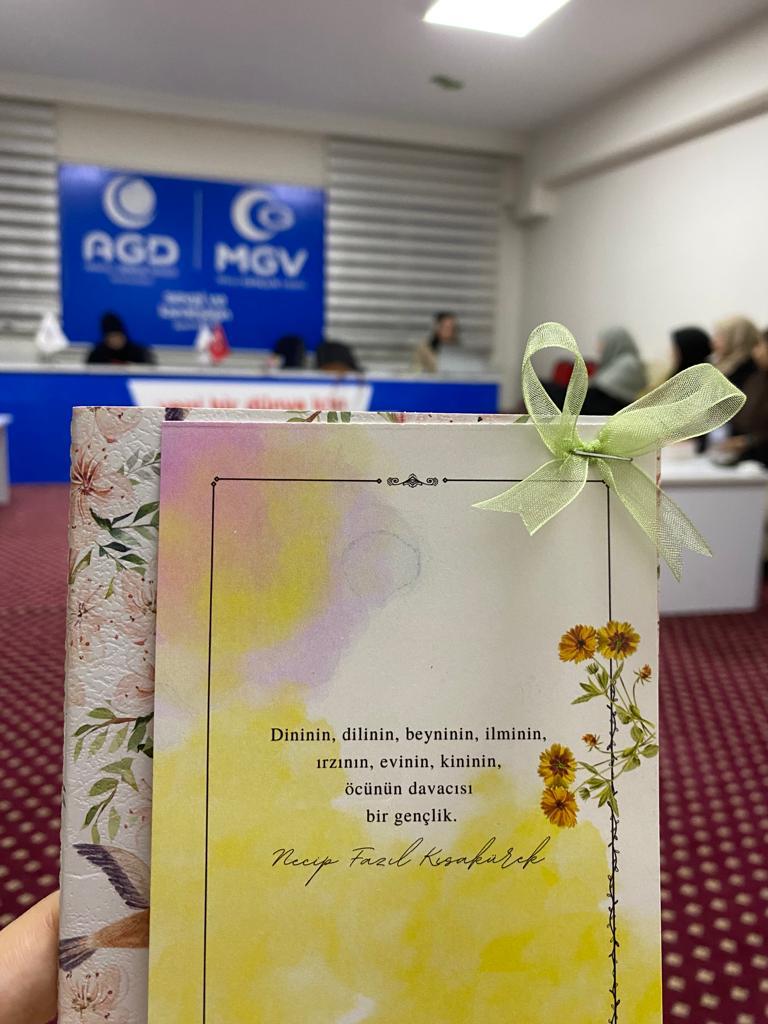 AGD
MGV
Dininin, dilinin, beyninin, ilminin,
ırzının, evinin, kininin,
öcünün davacısı
bir gençlik.
Necip Fazıl Kısakürek